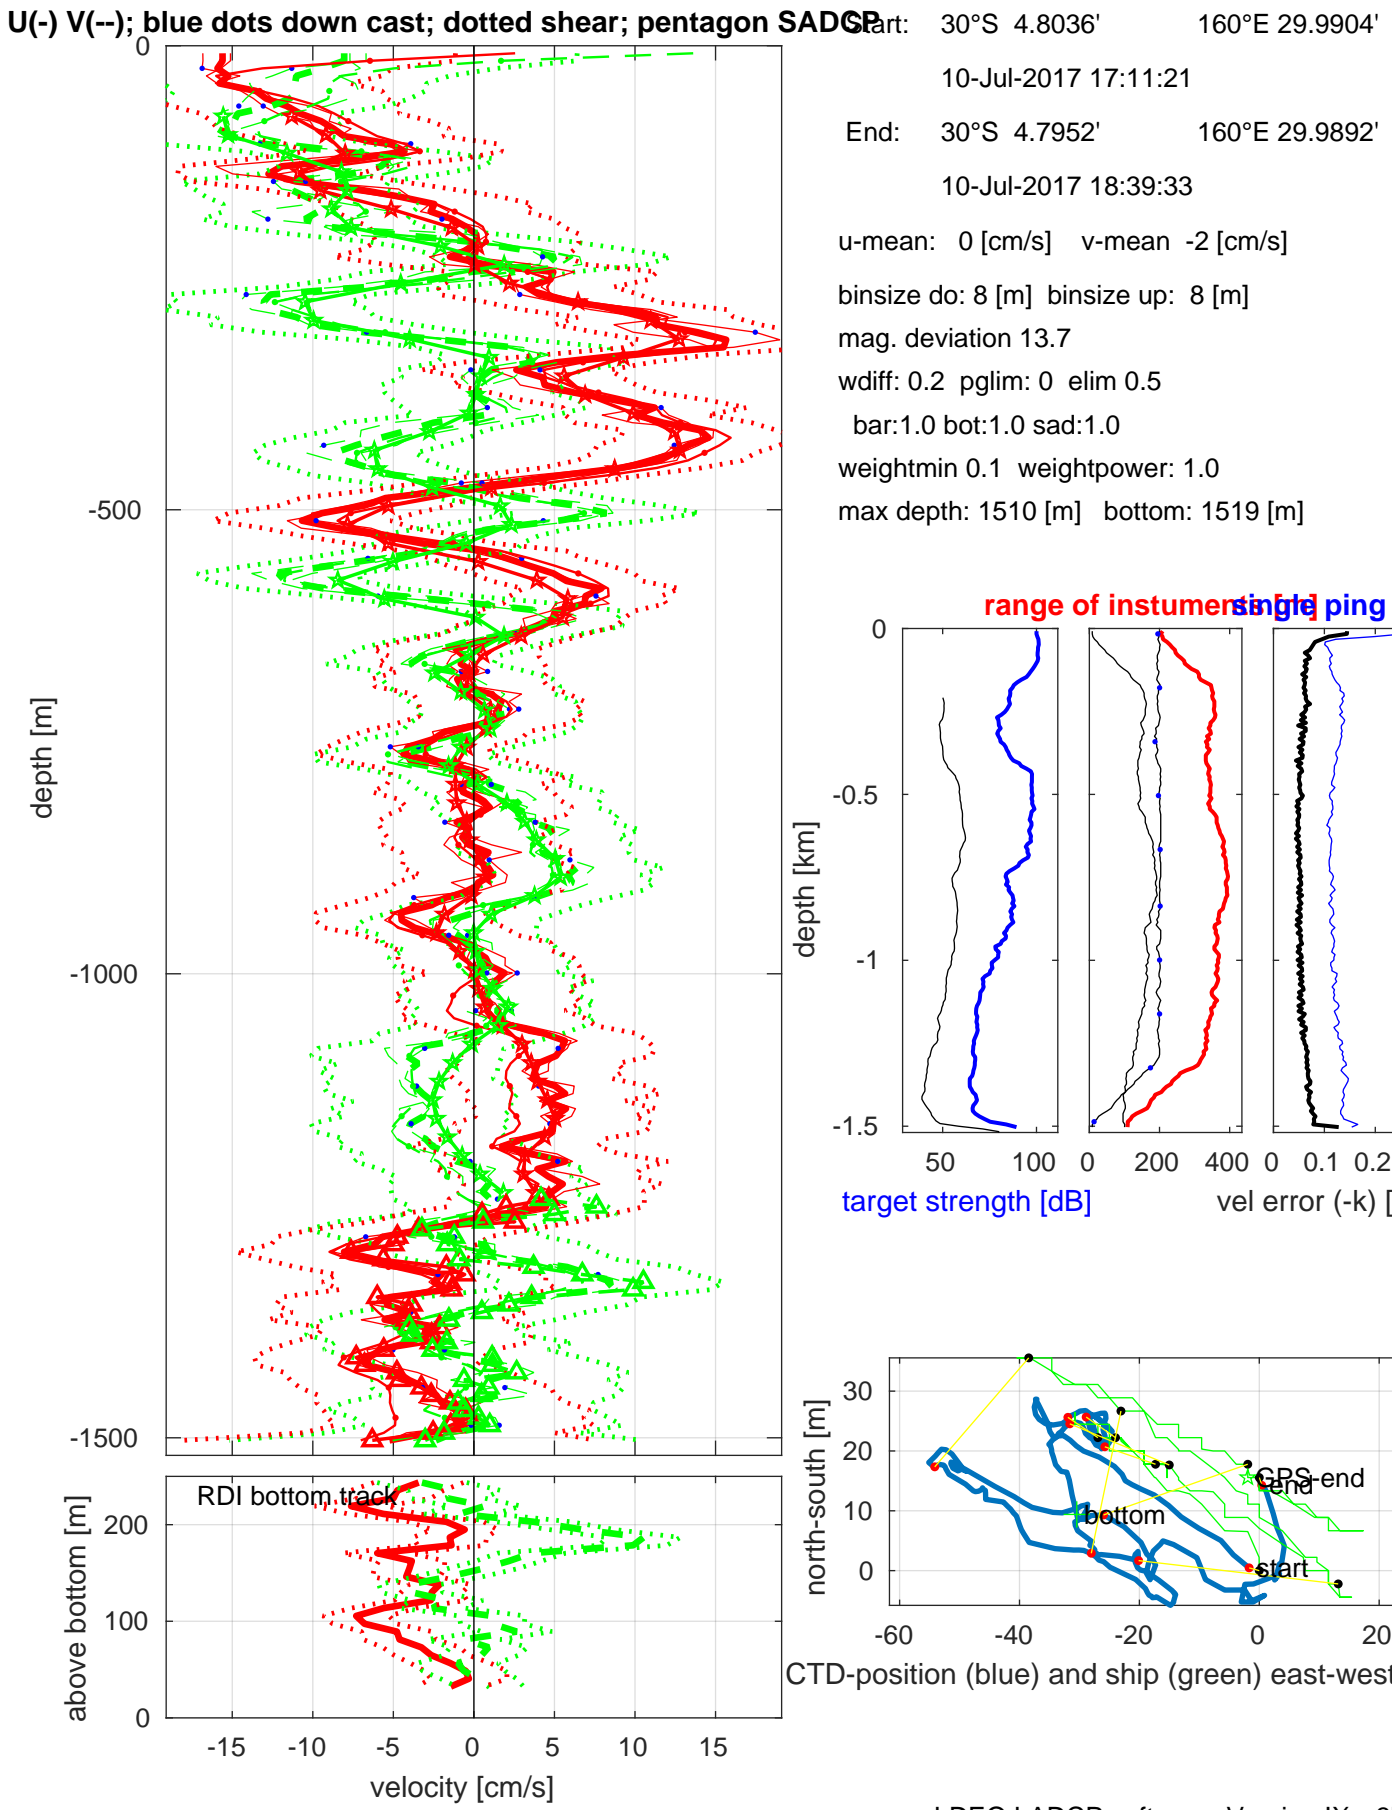 U(-) V(--); blue dots down cast; dotted shear; pentagon SADCP
Start: 30°S 4.8036' 160°E 29.9904'
10-Jul-2017 17:11:21
End: 30°S 4.7952' 160°E 29.9892'
10-Jul-2017 18:39:33
u-mean: 0 [cm/s] v-mean -2 [cm/s]
binsize do: 8 [m] binsize up: 8 [m]
mag. deviation 13.7
wdiff: 0.2 pglim: 0 elim 0.5
bar:1.0 bot:1.0 sad:1.0
weightmin 0.1 weightpower: 1.0
max depth: 1510 [m] bottom: 1519 [m]
0
-500
-1000
-1500
depth [m]
RDI bottom track
200
100
0
above bottom [m]
-15 -10 -5 0 5 10 15
velocity [cm/s]
range of instuments [m]
single ping
0
-0.5
-1
-1.5
depth [km]
50 100
0 200 400
0 0.1 0.2
target strength [dB]
vel error (-k) [
30
20
10
0
north-south [m]
GPS-end
end
bottom
start
-60 -40 -20 0 20
CTD-position (blue) and ship (green) east-west